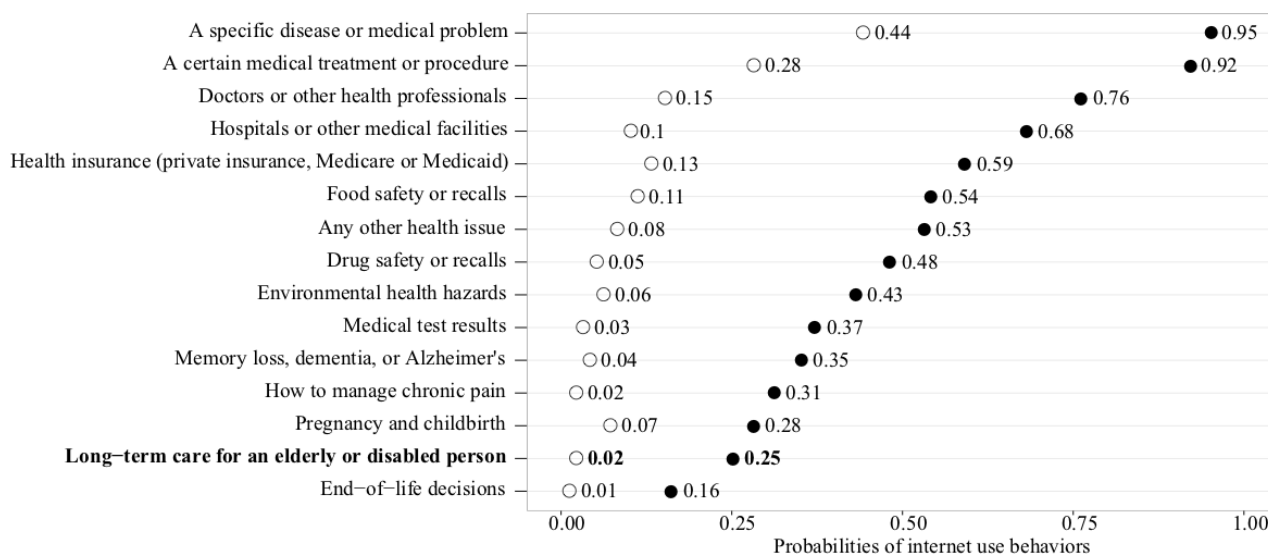 A specific disease or medical problem 0.44 0.95
A certain medical treatment or procedure 0.28 0.92
Doctors or other health professionals 0.15 0.76
Hospitals or other medical facilities 0.1 0.68
Health insurance (private insurance, Medicare or Medicaid) 0.13 0.59
Food safety or recalls 0.11 0.54
Any other health issue 0.08 0.53
Drug safety or recalls 0.05 0.48
Environmental health hazards 0.06 0.43
Medical test results 0.03 0.37
Memory loss, dementia, or Alzheimer's 0.04 0.35
How to manage chronic pain 0.02 0.31
Pregnancy and childbirth 0.07 0.28
Long−term care for an elderly or disabled person 0.02 0.25
End−of−life decisions 0.01 0.16
0.00 0.25 0.50 0.75 1.00
Probabilities of internet use behaviors